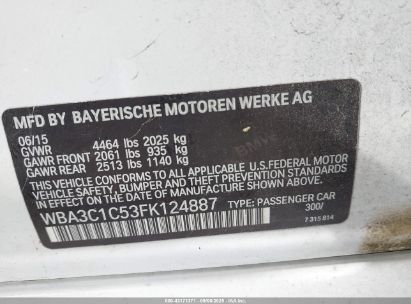 MFD BY BAYERISCHE MOTOREN WERKE AG
06/15
GVWR 4464 lbs 2025 kg
GAWR FRONT 2061 lbs 935 kg
GAWR REAR 2513 lbs 1140 kg
THIS VEHICLE CONFORMS TO ALL APPLICABLE U.S. FEDERAL MOTOR
VEHICLE SAFETY, BUMPER, AND THEFT PREVENTION STANDARDS
IN EFFECT ON THE DATE OF MANUFACTURE SHOWN ABOVE.
WBA3C1C53FK124887 TYPE: PASSENGER CAR
300/
7 315 814